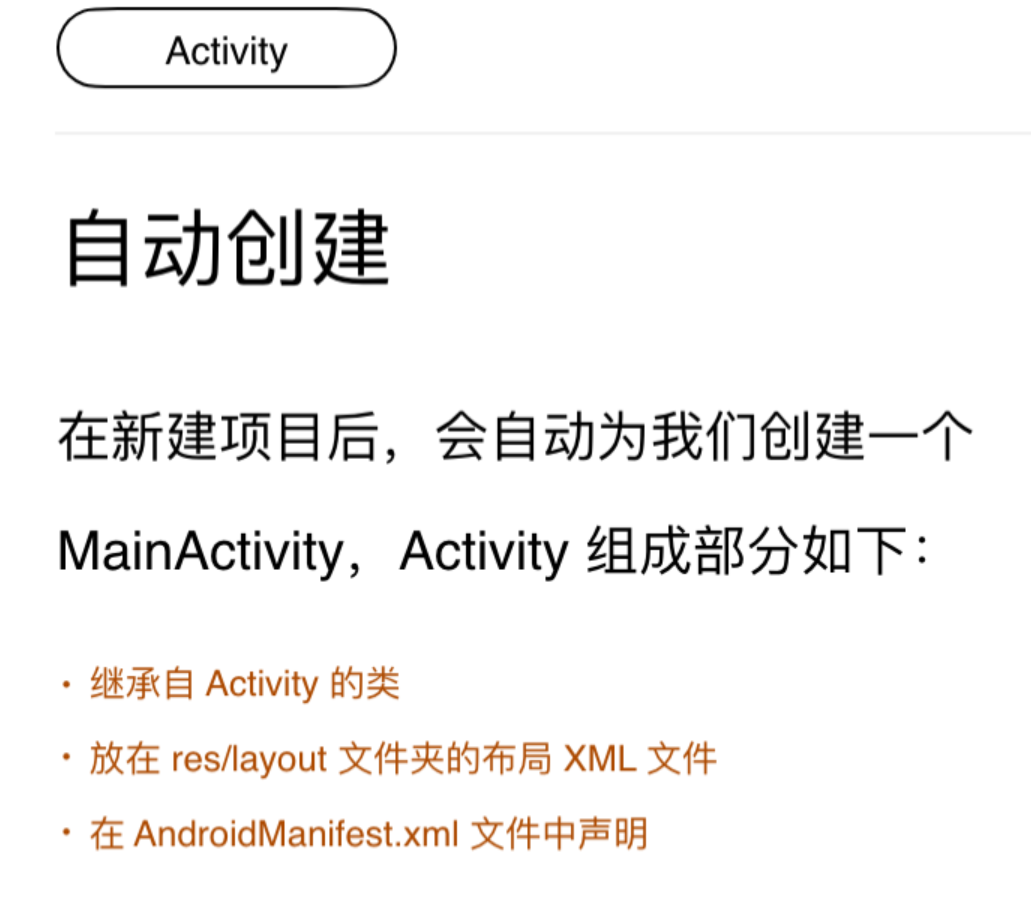 Activity
自动创建
在新建项目后，会自动为我们创建一个
MainActivity，Activity 组成部分如下：
· 继承自 Activity 的类
· 放在 res/layout 文件夹的布局 XML 文件
· 在 AndroidManifest.xml 文件中声明